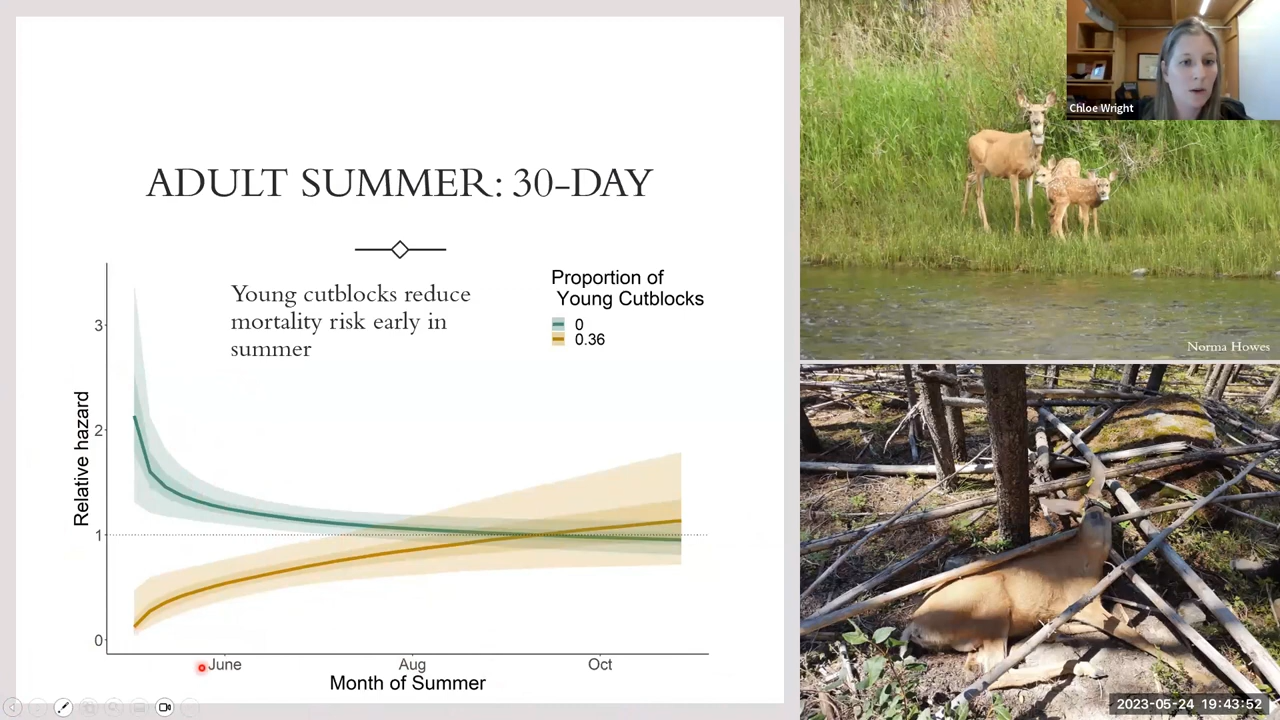 ADULT SUMMER: 30-DAY
Young cutblocks reduce
mortality risk early in
summer
Proportion of
Young Cutblocks
0
0.36
Relative hazard
3
2
1
0
June
Aug
Oct
Month of Summer
Chloe Wright
Norma Howes
2023-05-24 19:43:52